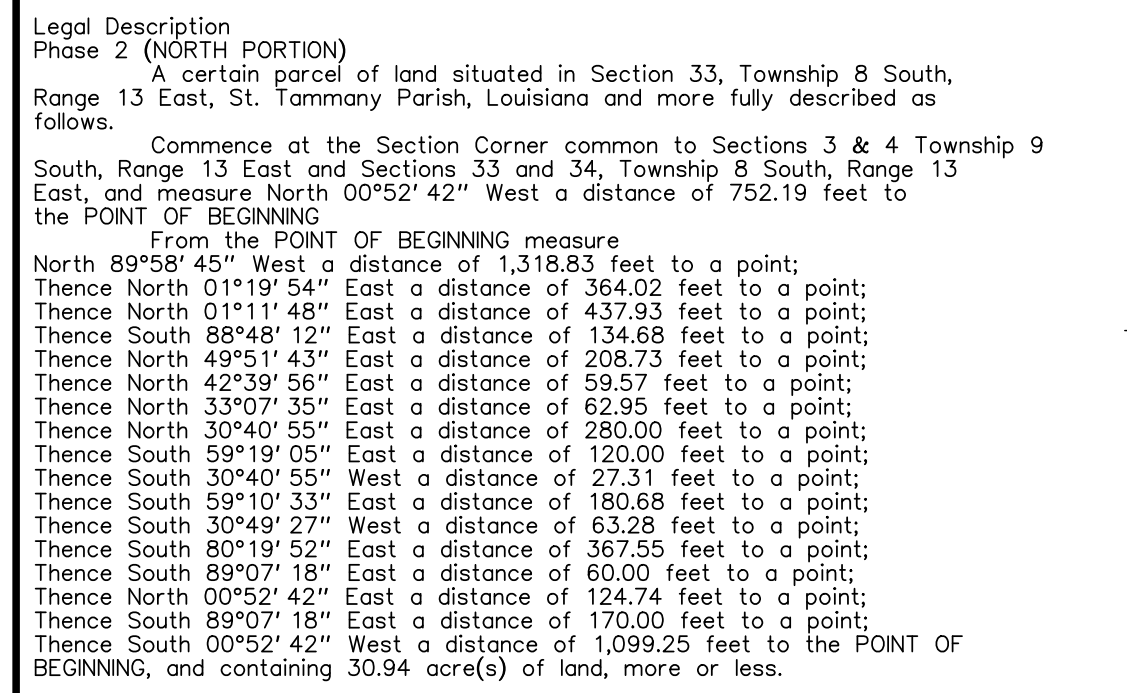 Legal Description
Phase 2 (NORTH PORTION)
A certain parcel of land situated in Section 33, Township 8 South,
Range 13 East, St. Tammany Parish, Louisiana and more fully described as
follows.
Commence at the Section Corner common to Sections 3 & 4 Township 9
South, Range 13 East and Sections 33 and 34, Township 8 South, Range 13
East, and measure North 00°52'42" West a distance of 752.19 feet to
the POINT OF BEGINNING
From the POINT OF BEGINNING measure
North 89°58'45" West a distance of 1,318.83 feet to a point;
Thence North 01°19'54" East a distance of 364.02 feet to a point;
Thence North 01°11'48" East a distance of 437.93 feet to a point;
Thence South 88°48'12" East a distance of 134.68 feet to a point;
Thence North 49°51'43" East a distance of 208.73 feet to a point;
Thence North 42°39'56" East a distance of 59.57 feet to a point;
Thence North 33°07'35" East a distance of 62.95 feet to a point;
Thence North 30°40'55" East a distance of 280.00 feet to a point;
Thence South 59°19'05" East a distance of 120.00 feet to a point;
Thence South 30°40'55" West a distance of 27.31 feet to a point;
Thence South 59°10'33" East a distance of 180.68 feet to a point;
Thence South 30°49'27" West a distance of 63.28 feet to a point;
Thence South 80°19'52" East a distance of 367.55 feet to a point;
Thence South 89°07'18" East a distance of 60.00 feet to a point;
Thence North 00°52'42" East a distance of 124.74 feet to a point;
Thence South 89°07'18" East a distance of 170.00 feet to a point;
Thence South 00°52'42" West a distance of 1,099.25 feet to the POINT OF
BEGINNING, and containing 30.94 acre(s) of land, more or less.